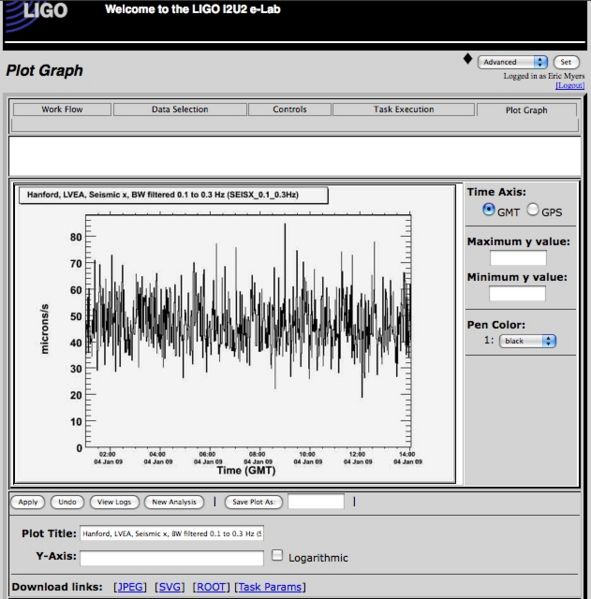 LIGO
Welcome to the LIGO I2U2 e-Lab
Plot Graph
Advanced
Set
Logged in as Eric Myers
[Logout]
Work Flow
Data Selection
Controls
Task Execution
Plot Graph
Hanford, LVEA, Seismic x, BW filtered 0.1 to 0.3 Hz (SEISX_0.1_0.3Hz)
microns/s
80
70
60
50
40
30
20
10
0
02:00 04:00 06:00 08:00 10:00 12:00 14:00
04 Jan 09 04 Jan 09 04 Jan 09 04 Jan 09 04 Jan 09 04 Jan 09 04 Jan 09
Time (GMT)
Time Axis:
GMT GPS
Maximum y value:
Minimum y value:
Pen Color:
1: black
Apply Undo View Logs New Analysis | Save Plot As: |
Plot Title: Hanford, LVEA, Seismic x, BW filtered 0.1 to 0.3 Hz (S
Y-Axis: Logarithmic
Download links: [JPEG] [SVG] [ROOT] [Task Params]